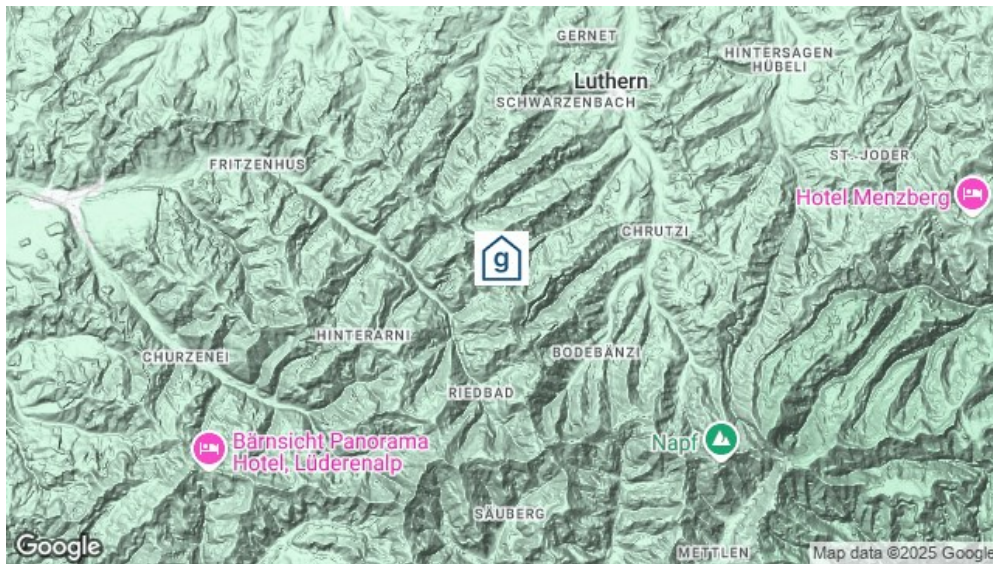 GERNET
HINTERSAGEN
HÜBELI
Luthern
SCHWARZENBACH
ST. JODER
FRITZENHUS
Hotel Menzberg
CHRUTZI
g
HINTERARNI
CHURZENEI
BODEBÄNZI
RIEDBAD
Bärnsicht Panorama
Hotel, Lüderenalp
Napf
SÄUBERG
METTLEN
Google
Map data ©2025 Google